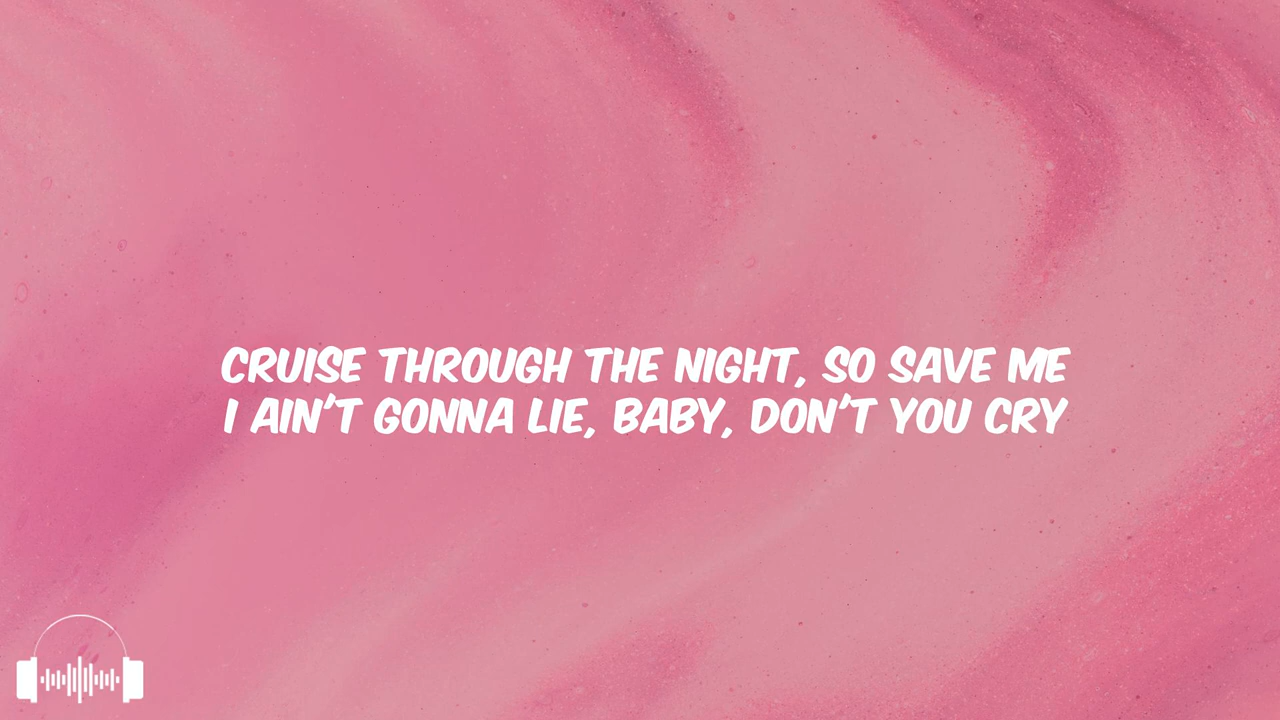 CRUISE THROUGH THE NIGHT, SO SAVE ME
I AIN'T GONNA LIE, BABY, DON'T YOU CRY